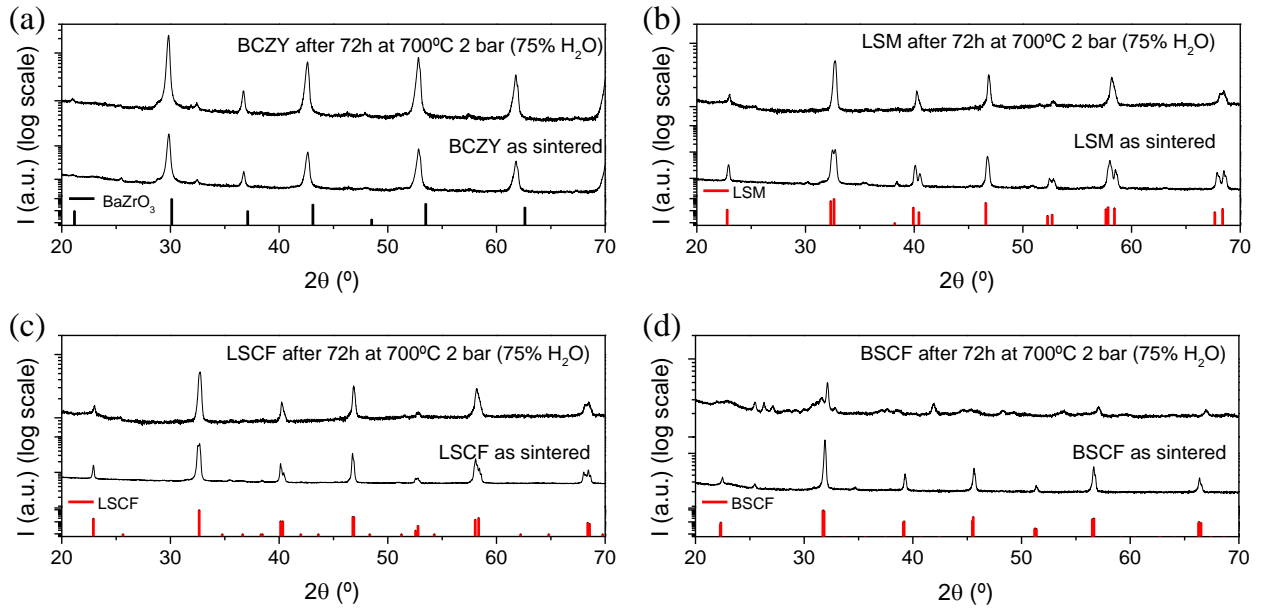 (a)
BCZY after 72h at 700ºC 2 bar (75% H₂O)
BCZY as sintered
BaZrO₃
I (a.u.) (log scale)
20 30 40 50 60 70
2θ (º)
(b)
LSM after 72h at 700ºC 2 bar (75% H₂O)
LSM as sintered
LSM
I (a.u.) (log scale)
20 30 40 50 60 70
2θ (º)
(c)
LSCF after 72h at 700ºC 2 bar (75% H₂O)
LSCF as sintered
LSCF
I (a.u.) (log scale)
20 30 40 50 60 70
2θ (º)
(d)
BSCF after 72h at 700ºC 2 bar (75% H₂O)
BSCF as sintered
BSCF
I (a.u.) (log scale)
20 30 40 50 60 70
2θ (º)